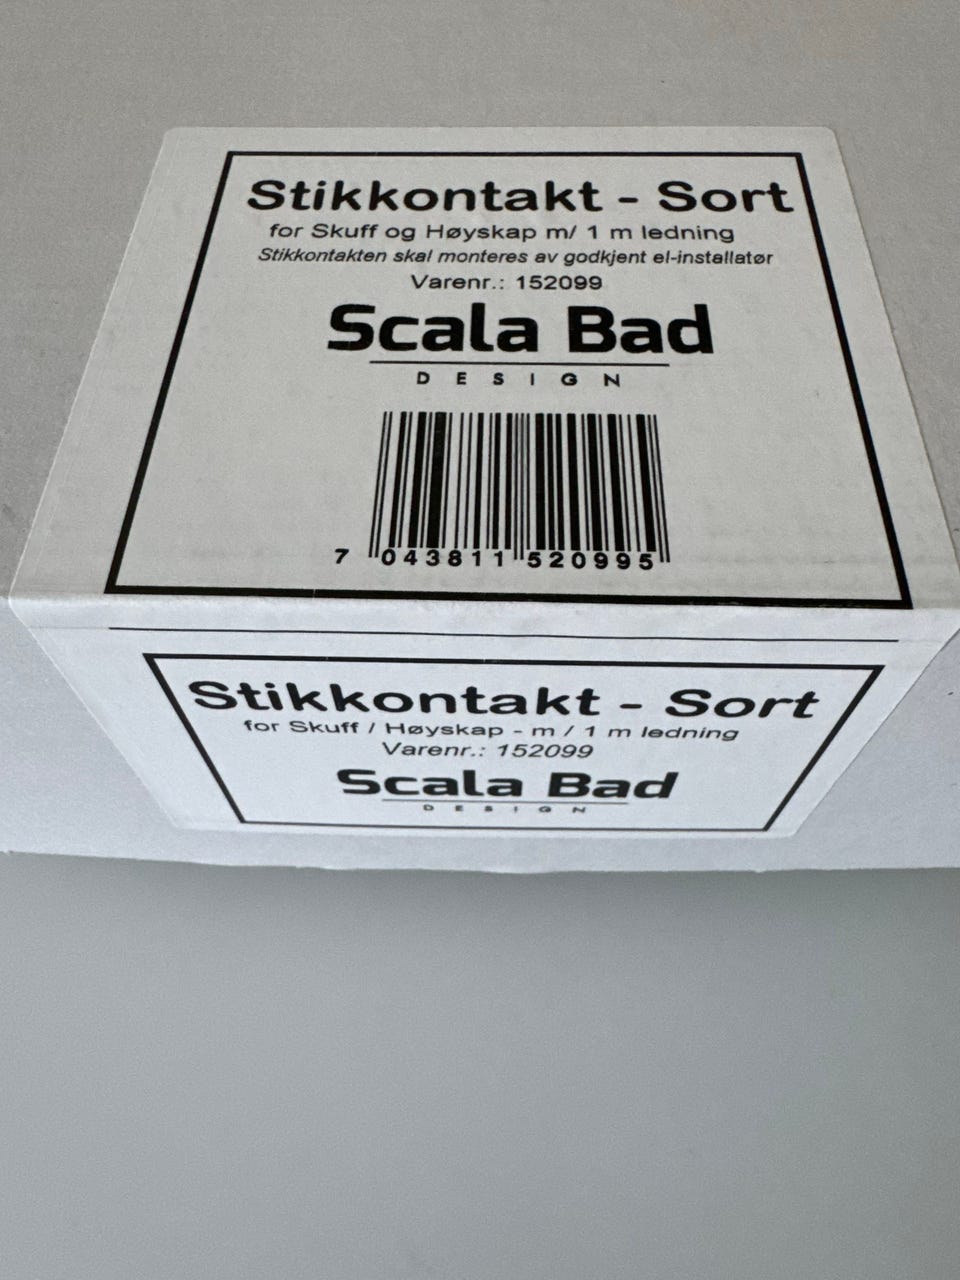 Stikkontakt - Sort
for Skuff og Høyskap m/ 1 m ledning
Stikkontakten skal monteres av godkjent el-installatør
Varenr.: 152099
Scala Bad
DESIGN
7 043811 520995
Stikkontakt - Sort
for Skuff / Høyskap - m / 1 m ledning
Varenr.: 152099
Scala Bad
DESIGN